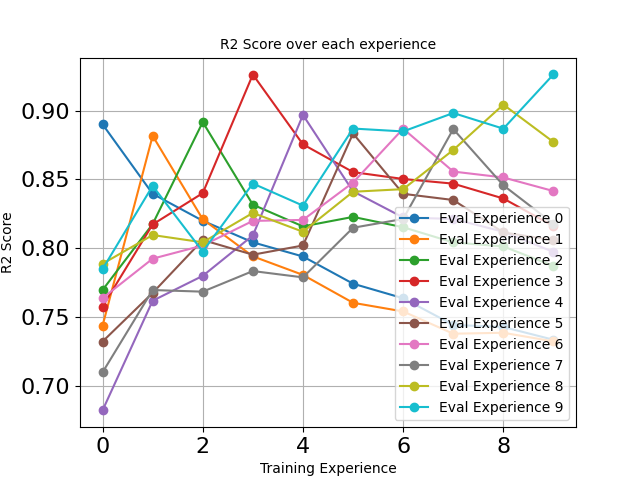 R2 Score over each experience
R2 Score
0.90
0.85
0.80
0.75
0.70
0
2
4
6
8
Training Experience
Eval Experience 0
Eval Experience 1
Eval Experience 2
Eval Experience 3
Eval Experience 4
Eval Experience 5
Eval Experience 6
Eval Experience 7
Eval Experience 8
Eval Experience 9